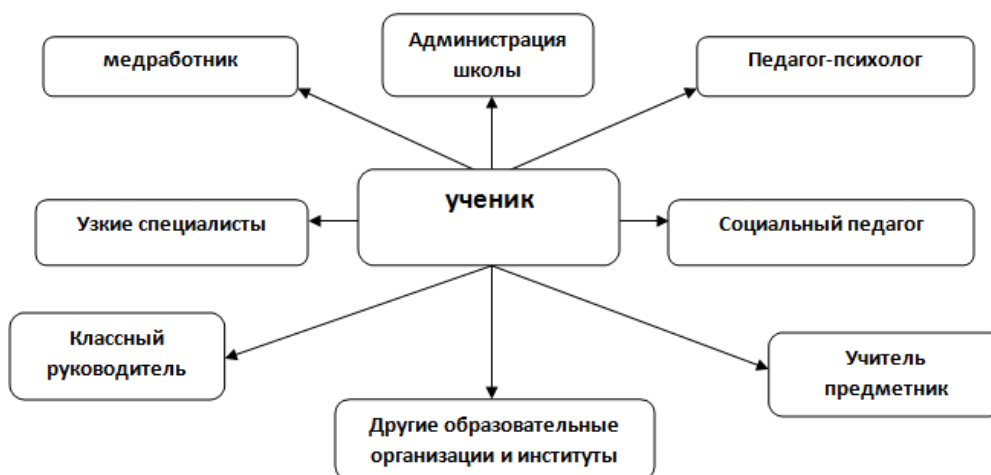 медработник
Администрация
школы
Педагог-психолог
ученик
Узкие специалисты
Социальный педагог
Классный
руководитель
Учитель
предметник
Другие образовательные
организации и институты